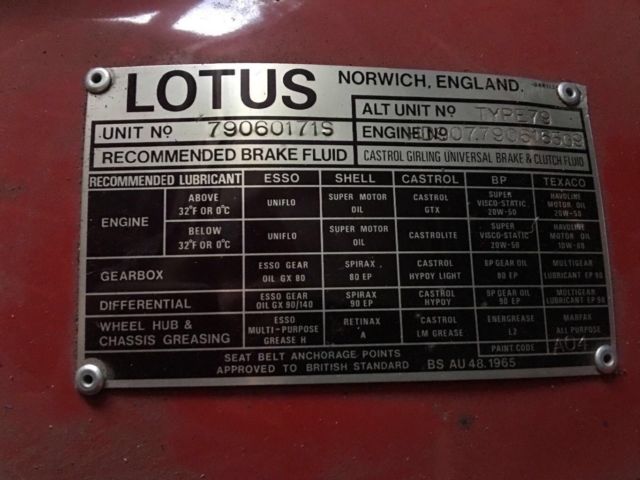 LOTUS NORWICH, ENGLAND.
ALT UNIT Nº TYPE 79
UNIT Nº 79060171S ENGINE Nº
RECOMMENDED BRAKE FLUID CASTROL GIRLING UNIVERSAL BRAKE & CLUTCH FLUID
RECOMMENDED LUBRICANT ESSO SHELL CASTROL BP TEXACO
ENGINE ABOVE 32°F OR 0°C UNIFLO SUPER MOTOR OIL CASTROL GTX SUPER VISCO-STATIC 20W-50 HAVOLINE MOTOR OIL 20W-50
BELOW 32°F OR 0°C UNIFLO SUPER MOTOR OIL CASTROLITE SUPER VISCO-STATIC 20W-50 HAVOLINE MOTOR OIL
GEARBOX ESSO GEAR OIL GX 80 SPIRAX 80 EP CASTROL HYPOY LIGHT BP GEAR OIL 80 EP MULTIGEAR LUBRICANT EP 90
DIFFERENTIAL ESSO GEAR OIL GX 90/140 SPIRAX 90 EP CASTROL HYPOY BP GEAR OIL 90 EP MULTIGEAR LUBRICANT EP 90
WHEEL HUB & CHASSIS GREASING ESSO MULTI-PURPOSE GREASE H RETINAX A CASTROL LM GREASE ENERGREASE L2 MARFAX ALL PURPOSE
PAINT CODE A04
SEAT BELT ANCHORAGE POINTS
APPROVED TO BRITISH STANDARD BS AU 48.1965